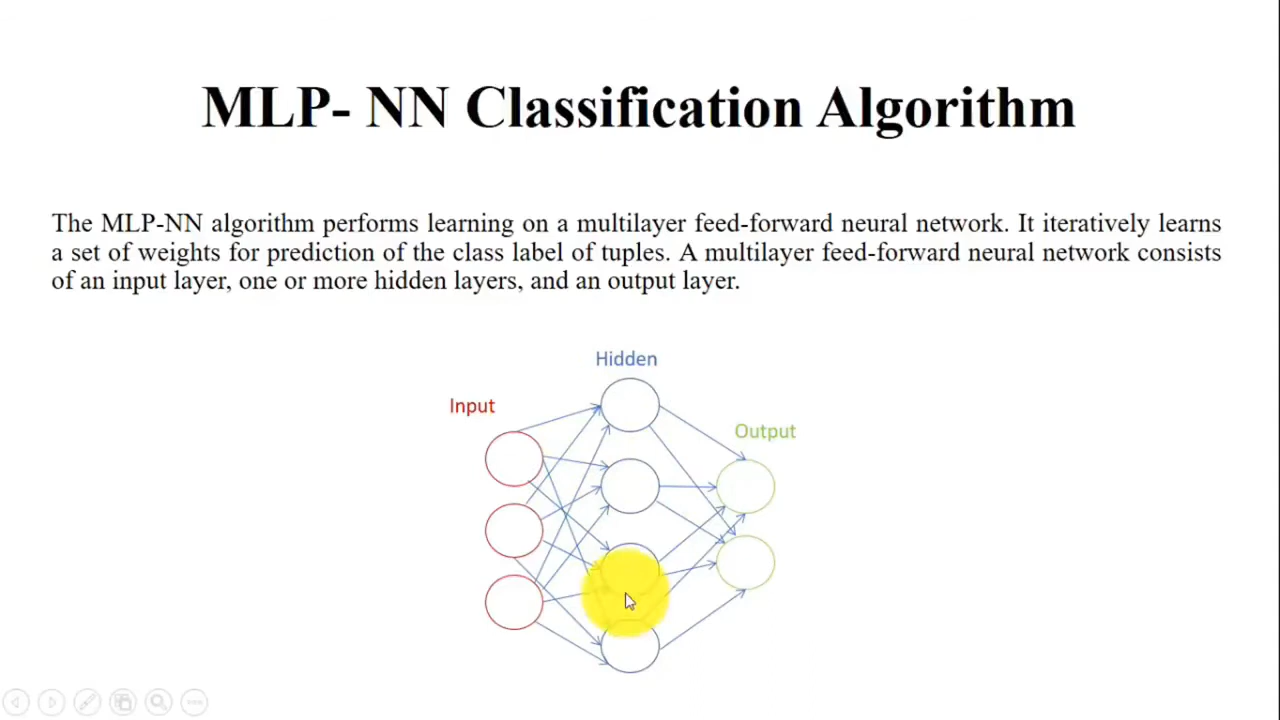 MLP- NN Classification Algorithm
The MLP-NN algorithm performs learning on a multilayer feed-forward neural network. It iteratively learns
a set of weights for prediction of the class label of tuples. A multilayer feed-forward neural network consists
of an input layer, one or more hidden layers, and an output layer.
Hidden
Input
Output